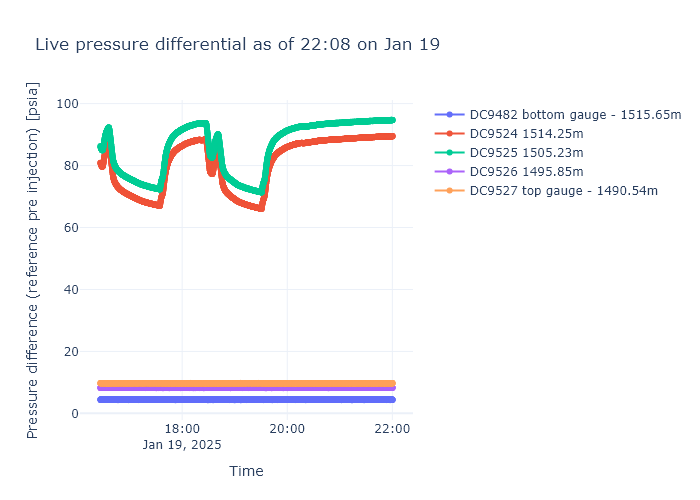 Live pressure differential as of 22:08 on Jan 19
Pressure difference (reference pre injection) [psia]
100
80
60
40
20
0
18:00
Jan 19, 2025
20:00
22:00
Time
DC9482 bottom gauge - 1515.65m
DC9524 1514.25m
DC9525 1505.23m
DC9526 1495.85m
DC9527 top gauge - 1490.54m